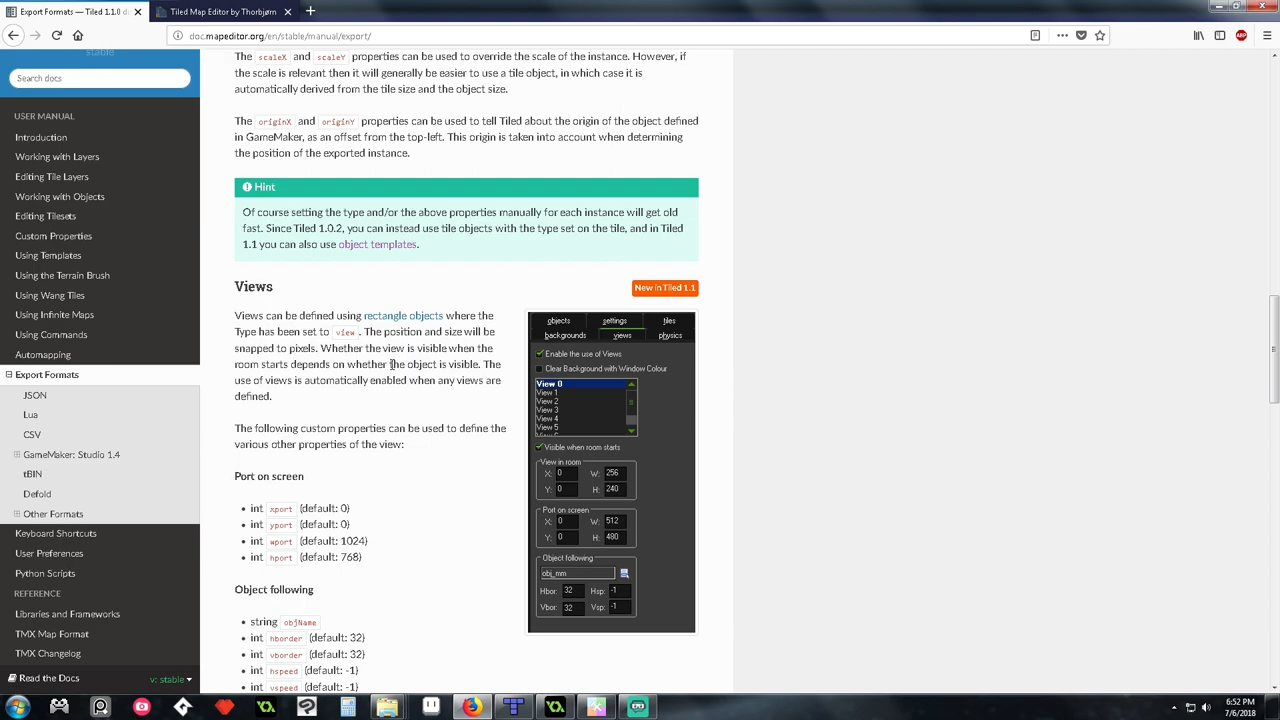 Export Formats — Tiled 1.1.0 d
Tiled Map Editor by Thorbjørn
doc.mapeditor.org/en/stable/manual/export/
stable
Search docs
USER MANUAL
Introduction
Working with Layers
Editing Tile Layers
Working with Objects
Editing Tilesets
Custom Properties
Using Templates
Using the Terrain Brush
Using Wang Tiles
Using Infinite Maps
Using Commands
Automapping
Export Formats
JSON
Lua
CSV
GameMaker: Studio 1.4
tBIN
Defold
Other Formats
Keyboard Shortcuts
User Preferences
Python Scripts
REFERENCE
Libraries and Frameworks
TMX Map Format
TMX Changelog
Read the Docs
v: stable
The scaleX and scaleY properties can be used to override the scale of the instance. However, if
the scale is relevant then it will generally be easier to use a tile object, in which case it is
automatically derived from the tile size and the object size.
The originX and originY properties can be used to tell Tiled about the origin of the object defined
in GameMaker, as an offset from the top-left. This origin is taken into account when determining
the position of the exported instance.
Hint
Of course setting the type and/or the above properties manually for each instance will get old
fast. Since Tiled 1.0.2, you can instead use tile objects with the type set on the tile, and in Tiled
1.1 you can also use object templates.
Views
New in Tiled 1.1
Views can be defined using rectangle objects where the
Type has been set to view. The position and size will be
snapped to pixels. Whether the view is visible when the
room starts depends on whether the object is visible. The
use of views is automatically enabled when any views are
defined.
The following custom properties can be used to define the
various other properties of the view:
Port on screen
• int xport (default: 0)
• int yport (default: 0)
• int wport (default: 1024)
• int hport (default: 768)
Object following
• string objName
• int hborder (default: 32)
• int vborder (default: 32)
• int hspeed (default: -1)
• int vspeed (default: -1)
objects settings tiles
backgrounds views physics
Enable the use of Views
Clear Background with Window Colour
View 0
View 1
View 2
View 3
View 4
View 5
Visible when room starts
View in room
X: 0 W: 256
Y: 0 H: 240
Port on screen
X: 0 W: 512
Y: 0 H: 480
Object following
obj_mm
Hbor: 32 Hsp: -1
Vbor: 32 Vsp: -1
ABP
6:52 PM
7/6/2018